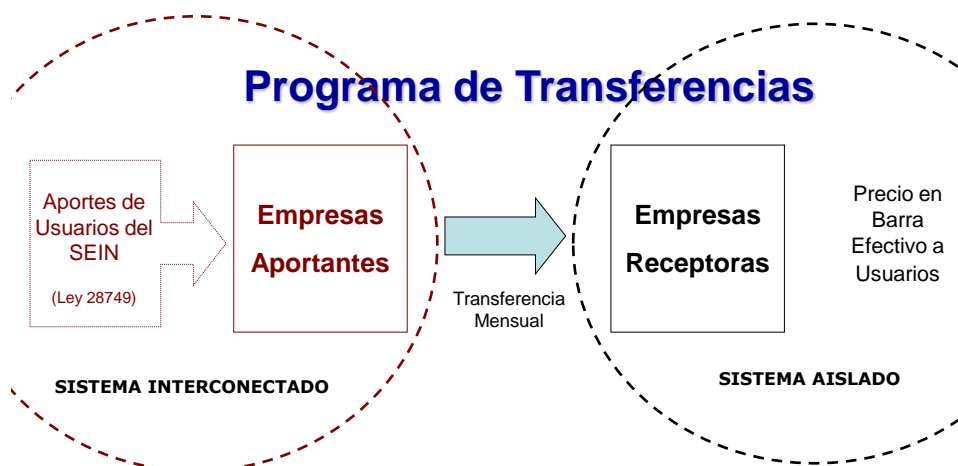 Programa de Transferencias
Aportes de
Usuarios del
SEIN
(Ley 28749)
Empresas
Aportantes
Transferencia
Mensual
Empresas
Receptoras
Precio en
Barra
Efectivo a
Usuarios
SISTEMA INTERCONECTADO
SISTEMA AISLADO